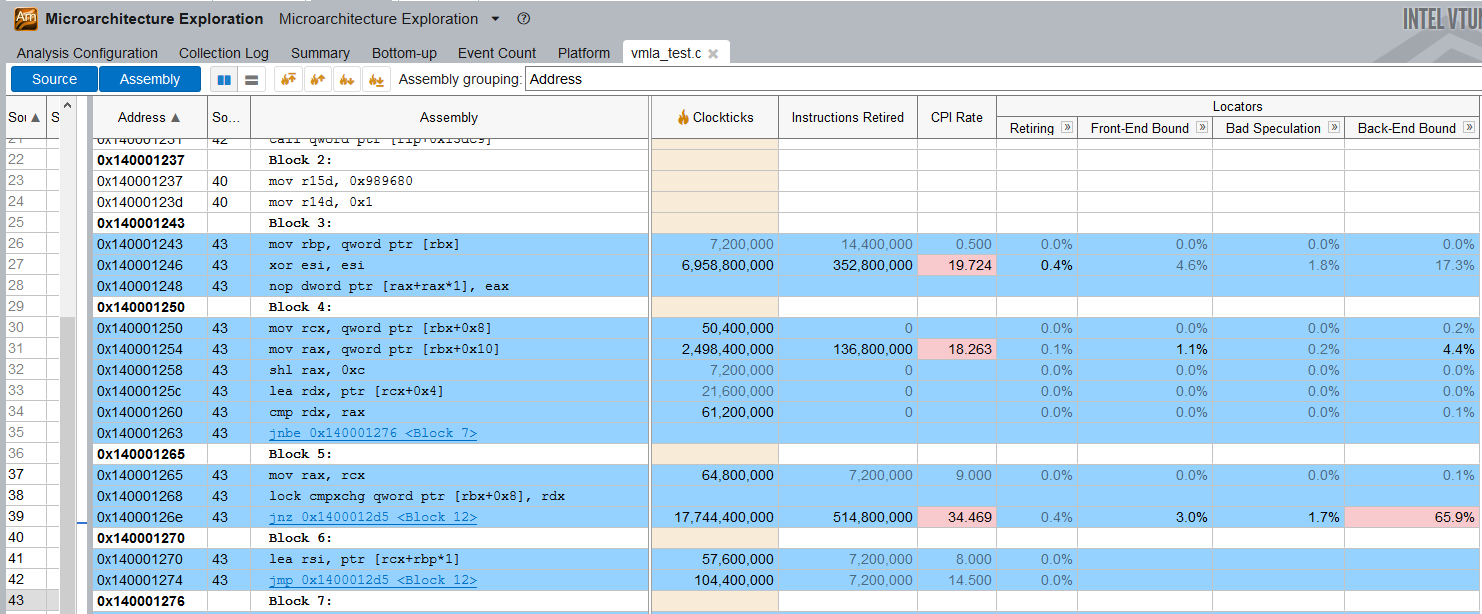 Microarchitecture Exploration Microarchitecture Exploration
INTEL VTU
Analysis Configuration Collection Log Summary Bottom-up Event Count Platform vmla_test.c
Source Assembly Assembly grouping: Address
Sou S Address So... Assembly Clockticks Instructions Retired CPI Rate Locators
Retiring Front-End Bound Bad Speculation Back-End Bound
21 0x140001231 42 call qword ptr [rip+0x13dc9]
22 0x140001237 Block 2:
23 0x140001237 40 mov r15d, 0x989680
24 0x14000123d 40 mov r14d, 0x1
25 0x140001243 Block 3:
26 0x140001243 43 mov rbp, qword ptr [rbx] 7,200,000 14,400,000 0.500 0.0% 0.0% 0.0% 0.0%
27 0x140001246 43 xor esi, esi 6,958,800,000 352,800,000 19.724 0.4% 4.6% 1.8% 17.3%
28 0x140001248 43 nop dword ptr [rax+rax*1], eax
29 0x140001250 Block 4:
30 0x140001250 43 mov rcx, qword ptr [rbx+0x8] 50,400,000 0 0.0% 0.0% 0.0% 0.2%
31 0x140001254 43 mov rax, qword ptr [rbx+0x10] 2,498,400,000 136,800,000 18.263 0.1% 1.1% 0.2% 4.4%
32 0x140001258 43 shl rax, 0xc 7,200,000 0 0.0% 0.0% 0.0% 0.0%
33 0x14000125c 43 lea rdx, ptr [rcx+0x4] 21,600,000 0 0.0% 0.0% 0.0% 0.0%
34 0x140001260 43 cmp rdx, rax 61,200,000 0 0.0% 0.0% 0.0% 0.1%
35 0x140001263 43 jnbe 0x140001276 <Block 7>
36 0x140001265 Block 5:
37 0x140001265 43 mov rax, rcx 64,800,000 7,200,000 9.000 0.0% 0.0% 0.0% 0.1%
38 0x140001268 43 lock cmpxchg qword ptr [rbx+0x8], rdx
39 0x14000126e 43 jnz 0x1400012d5 <Block 12> 17,744,400,000 514,800,000 34.469 0.4% 3.0% 1.7% 65.9%
40 0x140001270 Block 6:
41 0x140001270 43 lea rsi, ptr [rcx+rbp*1] 57,600,000 7,200,000 8.000 0.0%
42 0x140001274 43 jmp 0x1400012d5 <Block 12> 104,400,000 7,200,000 14.500 0.0%
43 0x140001276 Block 7: